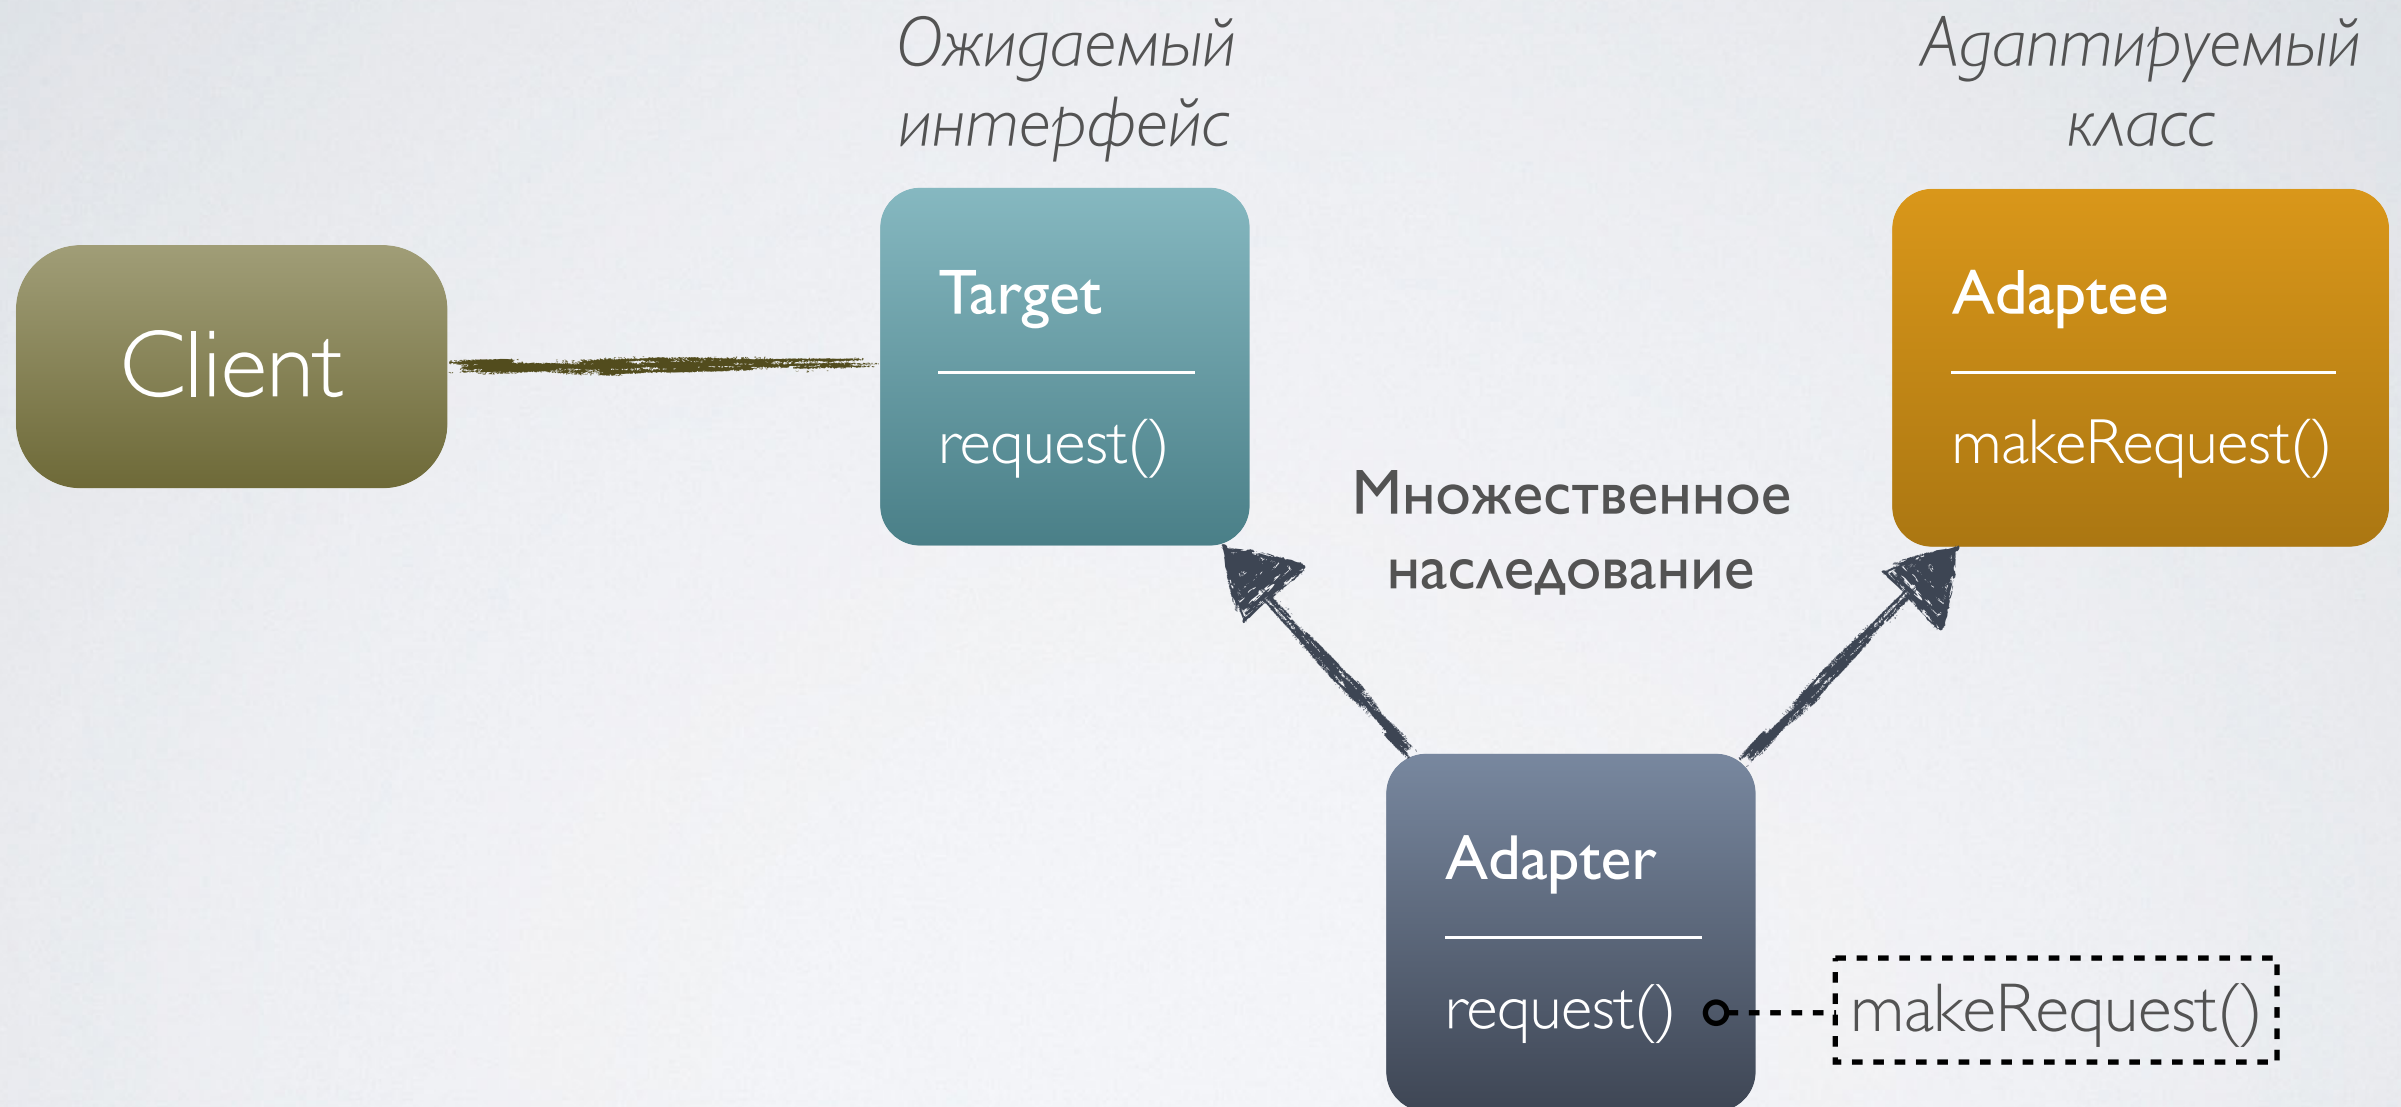 Ожидаемый
интерфейс
Адаптируемый
класс
Client
Target
request()
Adaptee
makeRequest()
Множественное
наследование
Adapter
request()
makeRequest()